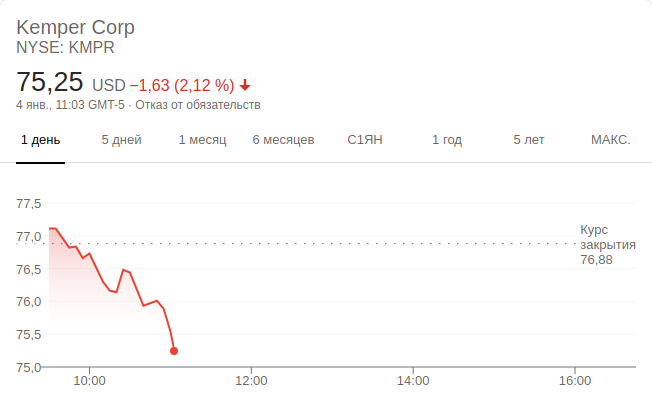 Kemper Corp
NYSE: KMPR
75,25 USD −1,63 (2,12 %)
4 янв., 11:03 GMT-5 · Отказ от обязательств
1 день 5 дней 1 месяц 6 месяцев С1ЯН 1 год 5 лет МАКС.
77,5
77,0
76,5
76,0
75,5
75,0
Курс
закрытия
76,88
10:00 12:00 14:00 16:00